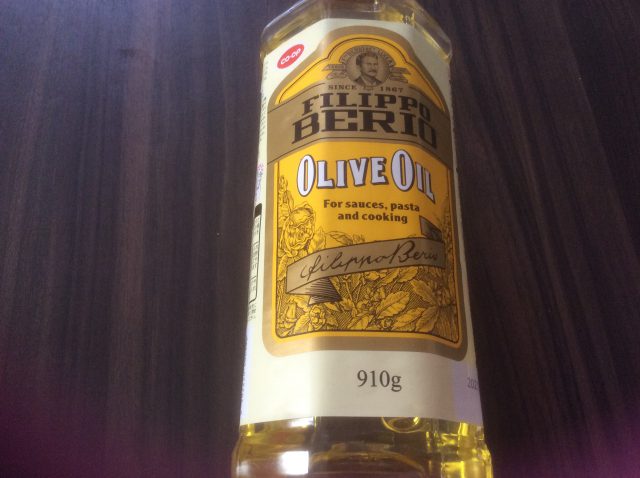 CO·OP
SINCE 1867
FILIPPO
BERIO
OLIVE OIL
For sauces, pasta
and cooking
Filippo Berio
910g